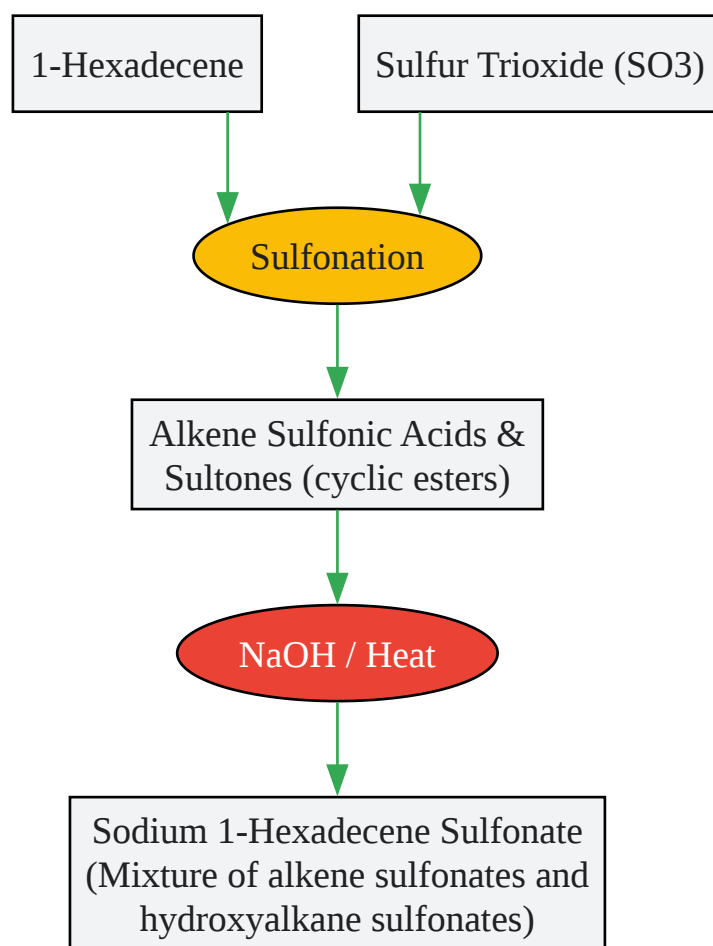 1-Hexadecene
Sulfur Trioxide (SO3)
Sulfonation
Alkene Sulfonic Acids &
Sultones (cyclic esters)
NaOH / Heat
Sodium 1-Hexadecene Sulfonate
(Mixture of alkene sulfonates and
hydroxyalkane sulfonates)